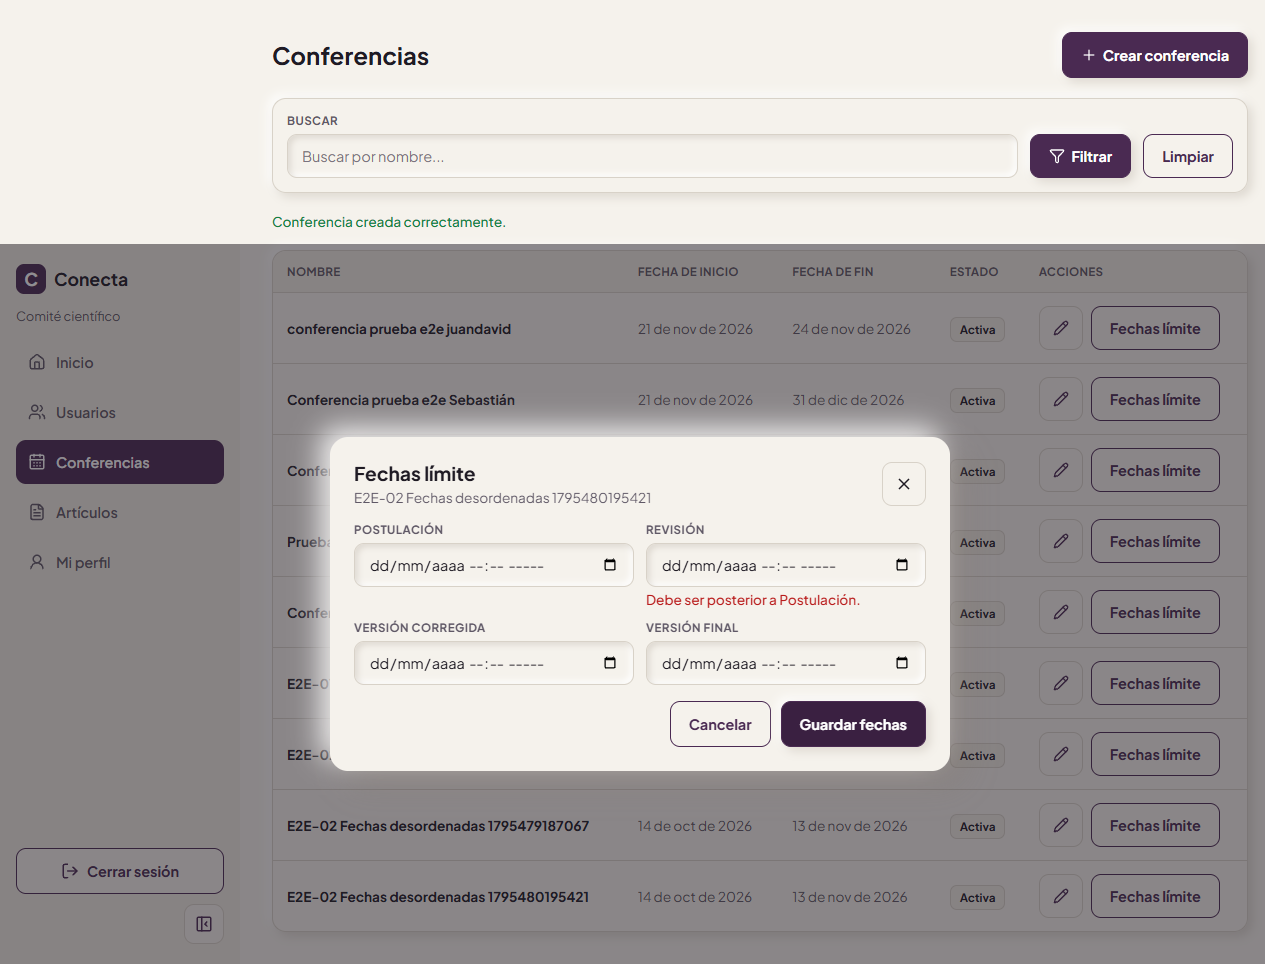 Conferencias
+ Crear conferencia
BUSCAR
Buscar por nombre...
Filtrar
Limpiar
Conferencia creada correctamente.
C Conecta
Comité científico
Inicio
Usuarios
Conferencias
Artículos
Mi perfil
Cerrar sesión
NOMBRE FECHA DE INICIO FECHA DE FIN ESTADO ACCIONES
conferencia prueba e2e juandavid 21 de nov de 2026 24 de nov de 2026 Activa Fechas límite
Conferencia prueba e2e Sebastián 21 de nov de 2026 31 de dic de 2026 Activa Fechas límite
Activa Fechas límite
Activa Fechas límite
Activa Fechas límite
Activa Fechas límite
Activa Fechas límite
E2E-02 Fechas desordenadas 1795479187067 14 de oct de 2026 13 de nov de 2026 Activa Fechas límite
E2E-02 Fechas desordenadas 1795480195421 14 de oct de 2026 13 de nov de 2026 Activa Fechas límite
Fechas límite
E2E-02 Fechas desordenadas 1795480195421
POSTULACIÓN REVISIÓN
dd/mm/aaaa --:-- ----- dd/mm/aaaa --:-- -----
Debe ser posterior a Postulación.
VERSIÓN CORREGIDA VERSIÓN FINAL
dd/mm/aaaa --:-- ----- dd/mm/aaaa --:-- -----
Cancelar Guardar fechas